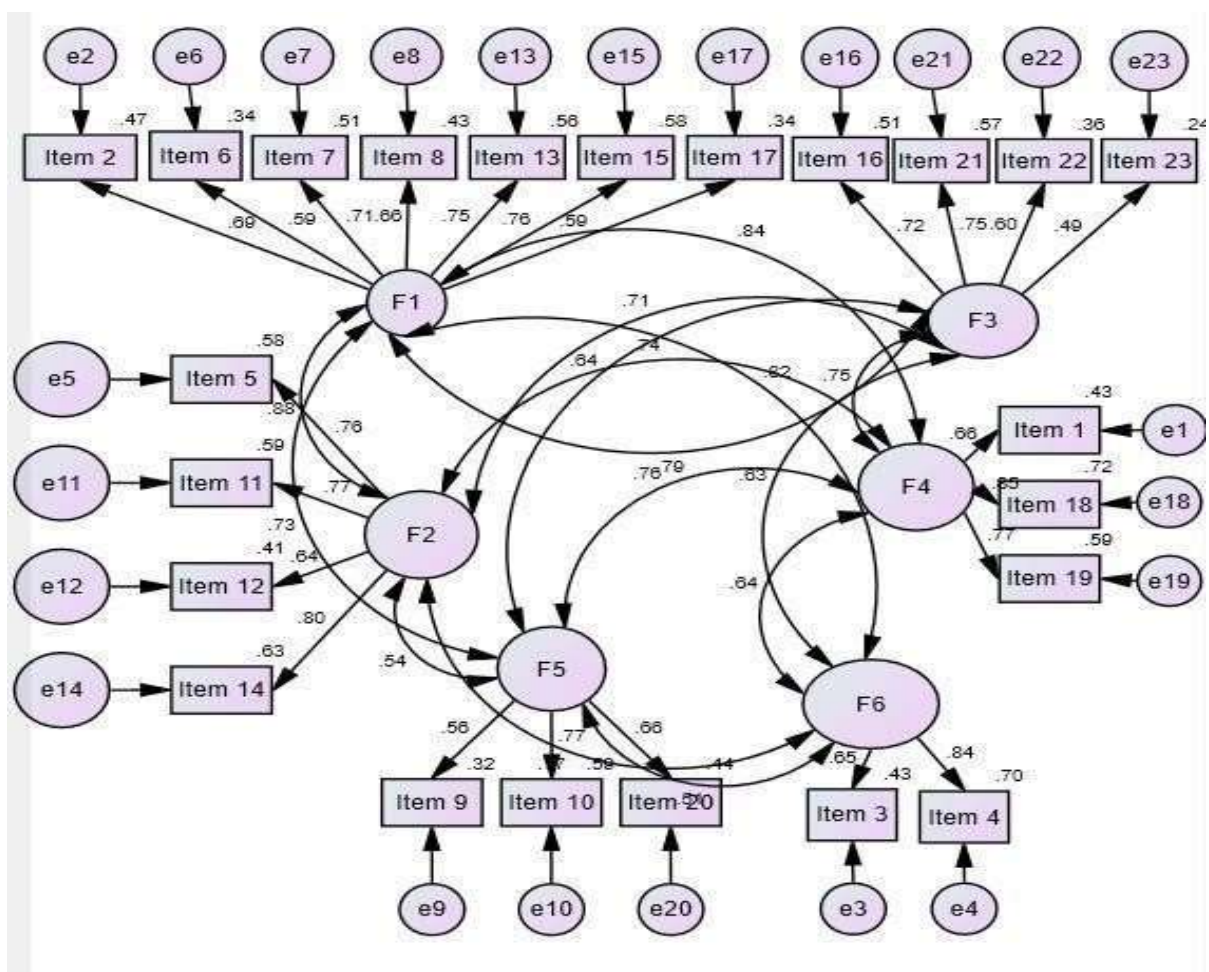 e2 e6 e7 e8 e13 e15 e17 e16 e21 e22 e23
.47 .34 .51 .43 .56 .58 .34 .51 .57 .36 .24
Item 2 Item 6 Item 7 Item 8 Item 13 Item 15 Item 17 Item 16 Item 21 Item 22 Item 23
.69 .59 .71 .66 .75 .76 .59 .84 .72 .75 .60 .49
F1 .71 F3
.58 .64 .74 .82 .75 .43
e5 Item 5 .66 Item 1 e1
.88 .76
.59 .76 .79 .63 .72
e11 Item 11 .77 F4 .85 Item 18 e18
.73 F2 .77 .59
.41 .64 .64 Item 19 e19
e12 Item 12
.80
.63 .54 F5
e14 Item 14 F6
.56 .77 .66 .84
.32 .59 .44 .65 .43 .70
Item 9 Item 10 Item 20 Item 3 Item 4
e9 e10 e20 e3 e4